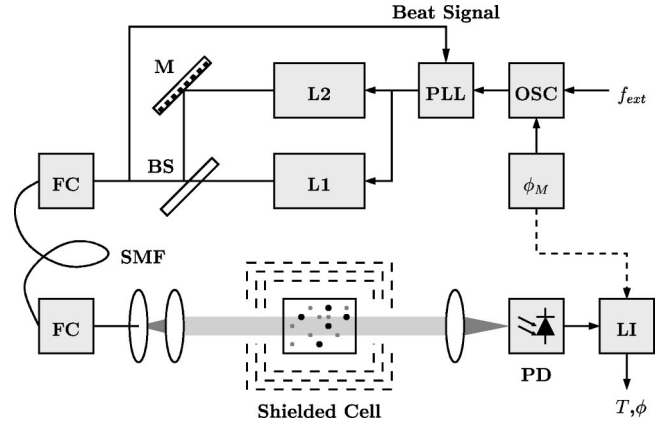 Beat Signal
M
L2
PLL
OSC
f_ext
BS
FC
L1
ϕ_M
SMF
FC
LI
PD
Shielded Cell
T,ϕ